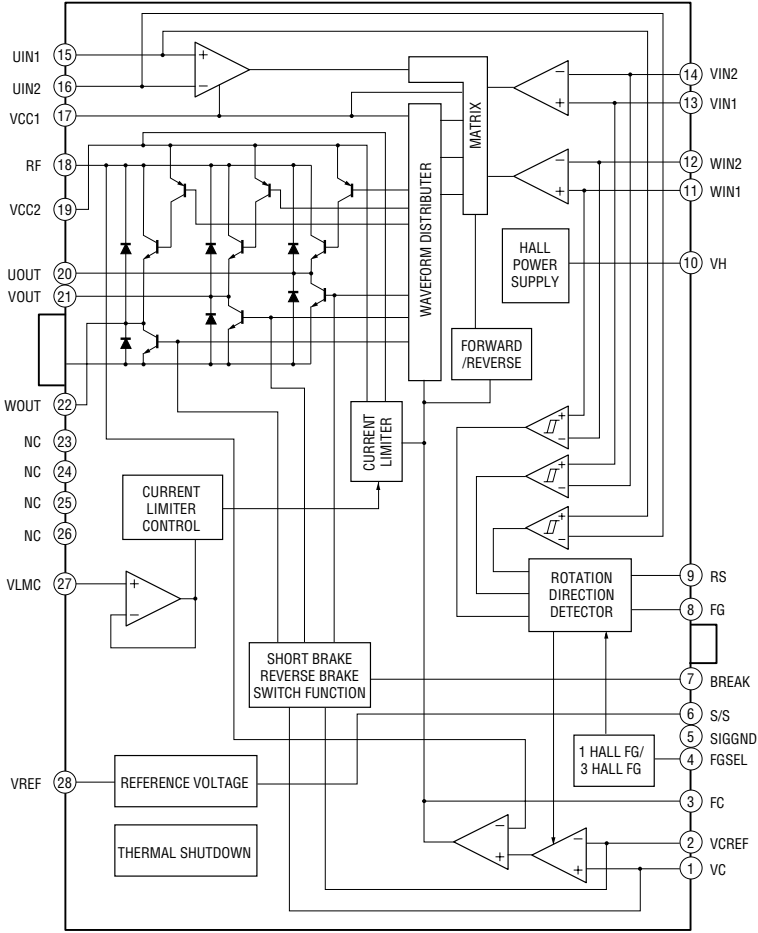 UIN1
15
UIN2
16
VCC1
17
RF
18
VCC2
19
UOUT
20
VOUT
21
WOUT
22
NC
23
NC
24
NC
25
NC
26
VLMC
27
VREF
28
+
−
MATRIX
WAVEFORM DISTRIBUTER
−
+
−
+
HALL
POWER
SUPPLY
FORWARD
/REVERSE
CURRENT
LIMITER
CURRENT
LIMITER
CONTROL
+
−
+
−
+
−
+
−
ROTATION
DIRECTION
DETECTOR
SHORT BRAKE
REVERSE BRAKE
SWITCH FUNCTION
1 HALL FG/
3 HALL FG
REFERENCE VOLTAGE
THERMAL SHUTDOWN
−
+
−
+
14
VIN2
13
VIN1
12
WIN2
11
WIN1
10
VH
9
RS
8
FG
7
BREAK
6
S/S
5
SIGGND
4
FGSEL
3
FC
2
VCREF
1
VC